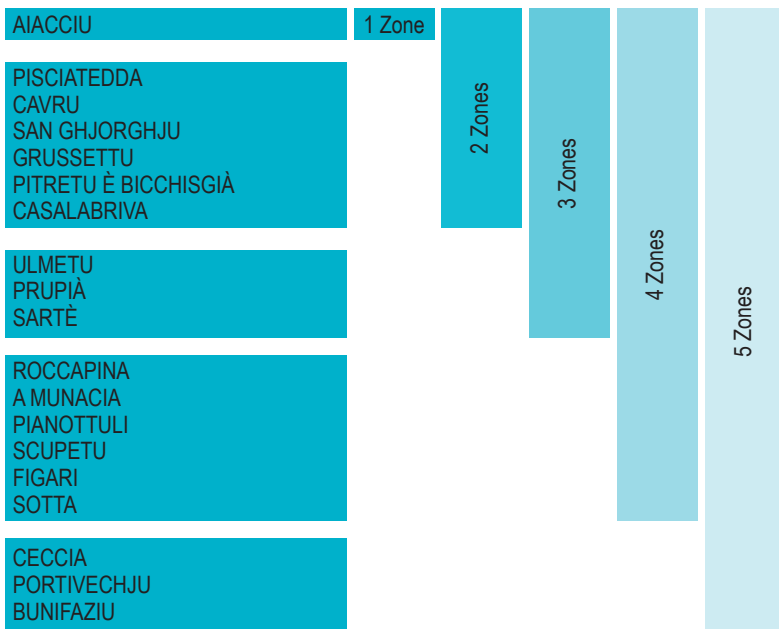 AIACCIU
1 Zone
2 Zones
3 Zones
4 Zones
5 Zones
PISCIATEDDA
CAVRU
SAN GHJORGHJU
GRUSSETTU
PITRETU È BICCHISGIÀ
CASALABRIVA
ULMETU
PRUPIÀ
SARTÈ
ROCCAPINA
A MUNACIA
PIANOTTULI
SCUPETU
FIGARI
SOTTA
CECCIA
PORTIVECHJU
BUNIFAZIU